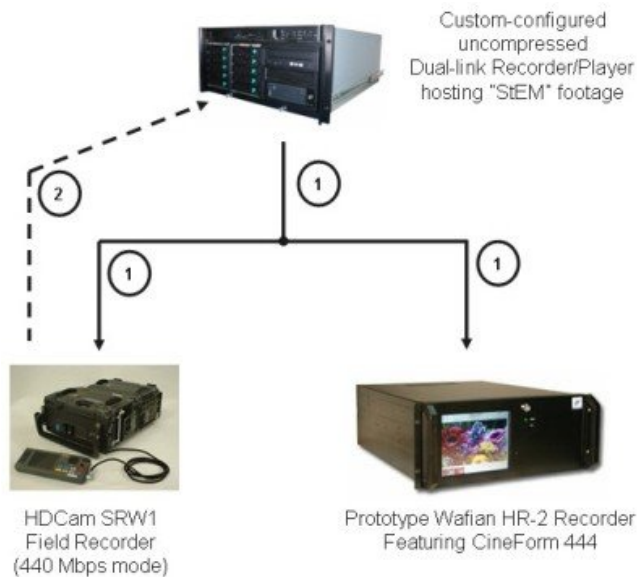 Custom-configured
uncompressed
Dual-link Recorder/Player
hosting "StEM" footage
1
2
1
1
HDCam SRW1
Field Recorder
(440 Mbps mode)
Prototype Wafian HR-2 Recorder
Featuring CineForm 444